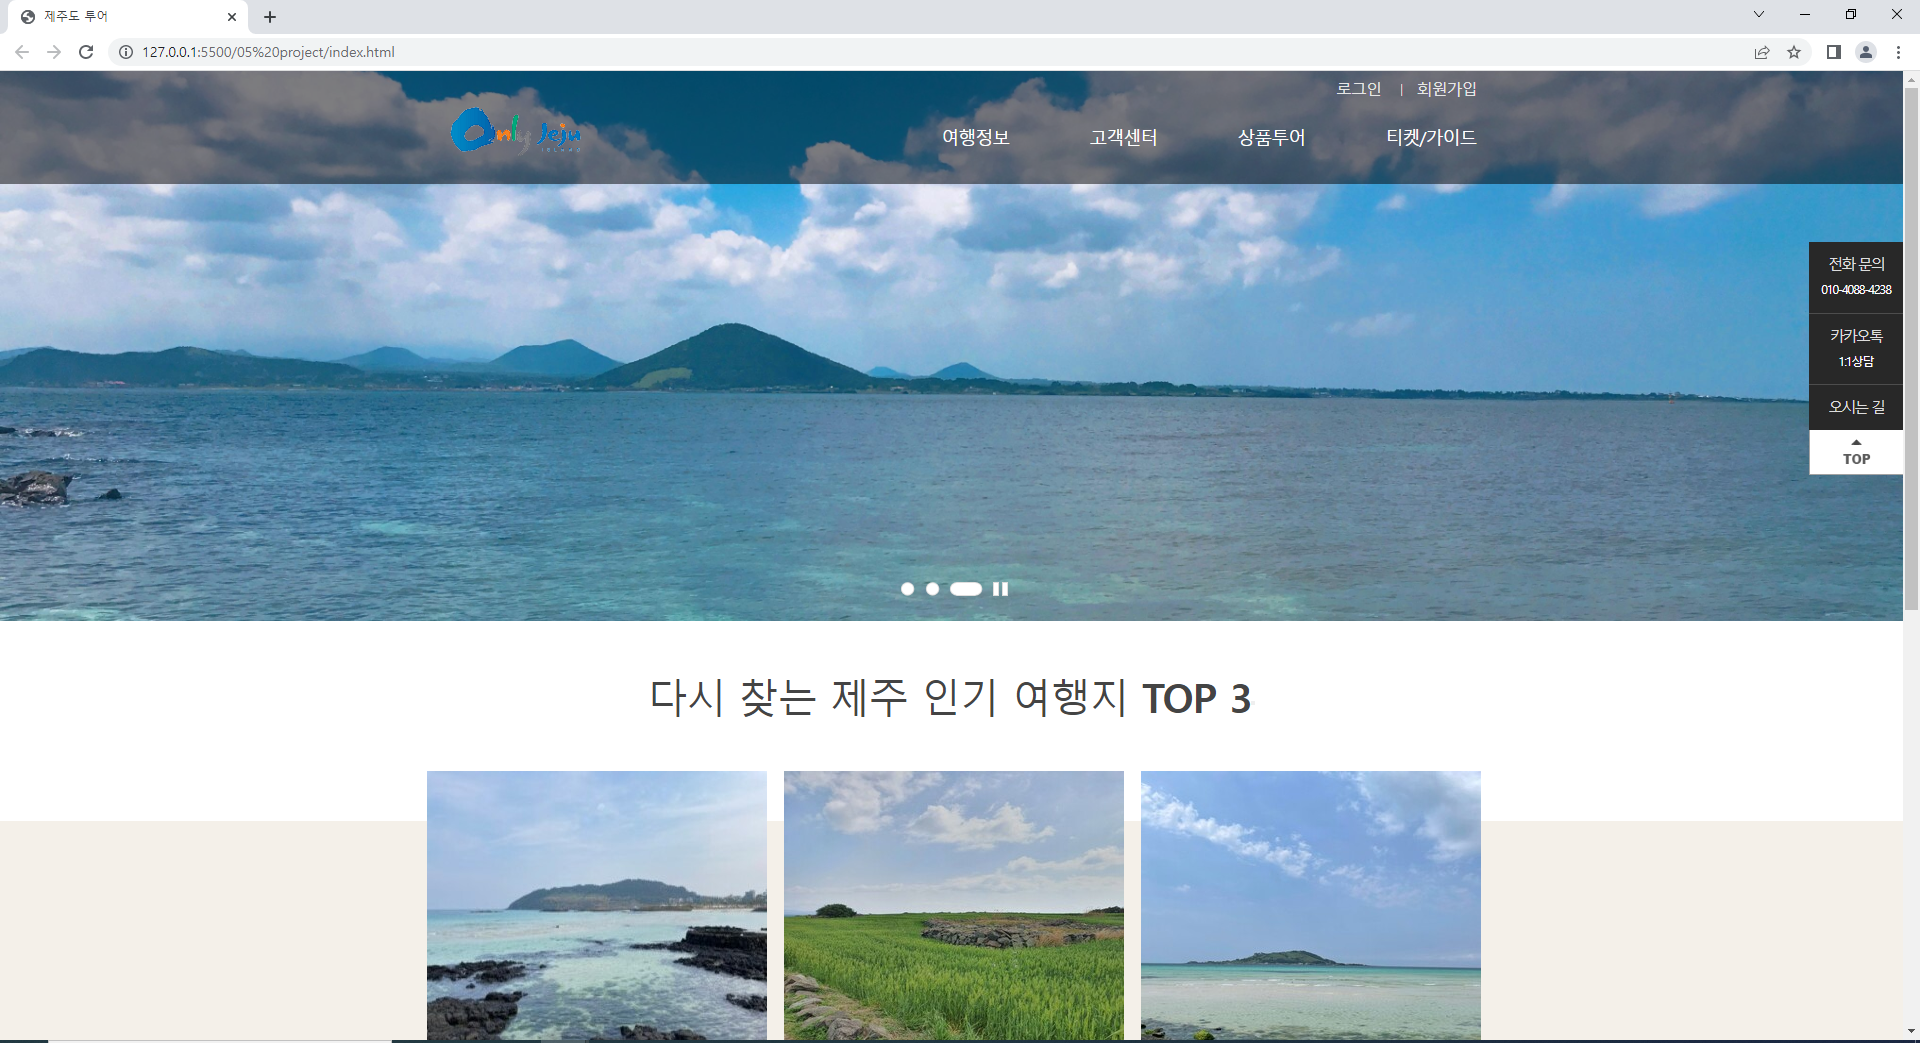 제주도 투어
127.0.0.1:5500/05%20project/index.html
로그인 | 회원가입
Only Jeju
여행정보 고객센터 상품투어 티켓/가이드
전화 문의
010-4088-4238
카카오톡
1:1상담
오시는 길
TOP
다시 찾는 제주 인기 여행지 TOP 3